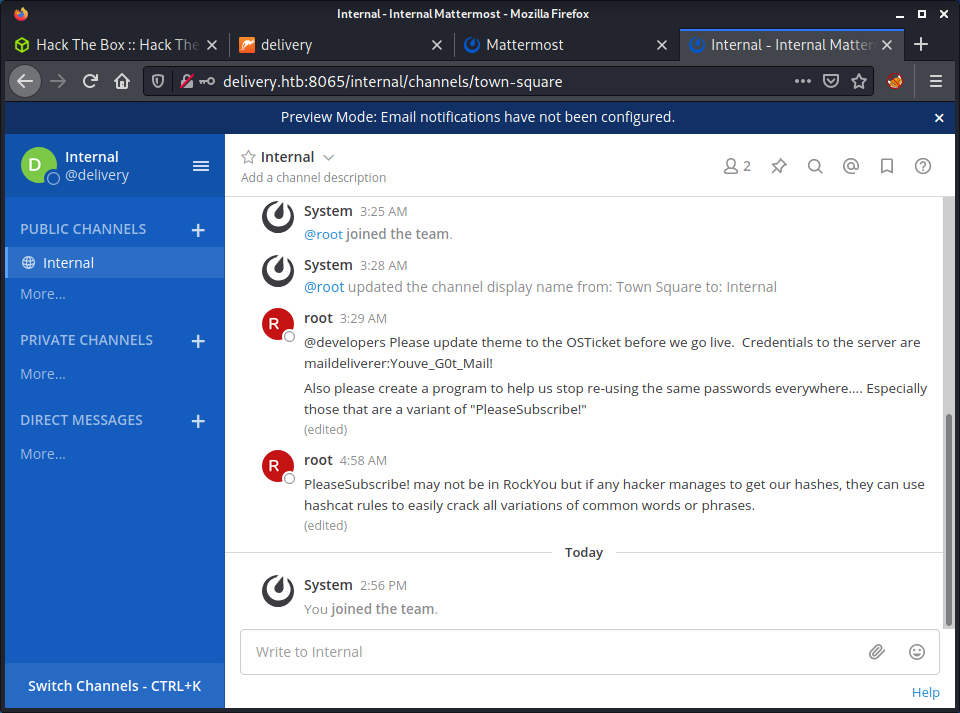 Internal - Internal Mattermost - Mozilla Firefox
Hack The Box :: Hack The
delivery
Mattermost
Internal - Internal Matter
delivery.htb:8065/internal/channels/town-square
Preview Mode: Email notifications have not been configured.
D
Internal
@delivery
PUBLIC CHANNELS
Internal
More...
PRIVATE CHANNELS
More...
DIRECT MESSAGES
More...
Switch Channels - CTRL+K
Internal
Add a channel description
2
System 3:25 AM
@root joined the team.
System 3:28 AM
@root updated the channel display name from: Town Square to: Internal
R
root 3:29 AM
@developers Please update theme to the OSTicket before we go live. Credentials to the server are
maildeliverer:Youve_G0t_Mail!
Also please create a program to help us stop re-using the same passwords everywhere.... Especially
those that are a variant of "PleaseSubscribe!"
(edited)
R
root 4:58 AM
PleaseSubscribe! may not be in RockYou but if any hacker manages to get our hashes, they can use
hashcat rules to easily crack all variations of common words or phrases.
(edited)
Today
System 2:56 PM
You joined the team.
Write to Internal
Help